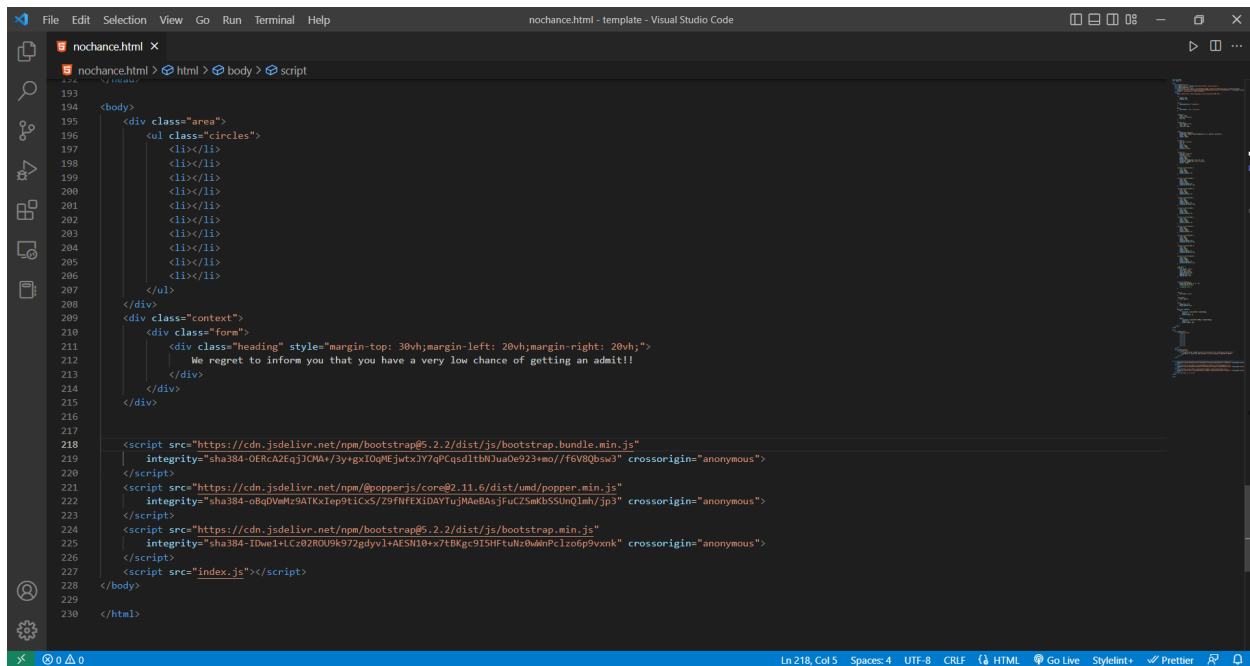 File Edit Selection View Go Run Terminal Help nochance.html - template - Visual Studio Code
nochance.html
nochance.html > html > body > script
192 </head>
193
194 <body>
195 <div class="area">
196 <ul class="circles">
197 <li></li>
198 <li></li>
199 <li></li>
200 <li></li>
201 <li></li>
202 <li></li>
203 <li></li>
204 <li></li>
205 <li></li>
206 <li></li>
207 </ul>
208 </div>
209 <div class="context">
210 <div class="form">
211 <div class="heading" style="margin-top: 30vh;margin-left: 20vh;margin-right: 20vh;">
212 We regret to inform you that you have a very low chance of getting an admit!!
213 </div>
214 </div>
215 </div>
216
217
218 <script src="https://cdn.jsdelivr.net/npm/bootstrap@5.2.2/dist/js/bootstrap.bundle.min.js"
219 integrity="sha384-OERcA2EqjJCMA+/3y+gxIOqMEjwtxJY7qPCqsdltbNJuaOe923+mo//f6V8Qbsw3" crossorigin="anonymous">
220 </script>
221 <script src="https://cdn.jsdelivr.net/npm/@popperjs/core@2.11.6/dist/umd/popper.min.js"
222 integrity="sha384-oBqDVmMz9ATKxIep9tiCxS/Z9fNfEXiDAYTujMAeBAsjFuCZSmKbSSUnQlmh/jp3" crossorigin="anonymous">
223 </script>
224 <script src="https://cdn.jsdelivr.net/npm/bootstrap@5.2.2/dist/js/bootstrap.min.js"
225 integrity="sha384-IDwe1+LCz02ROU9k972gdyvl+AESN10+x7tBKgc9I5HFtuNz0wWnPclzo6p9vxnk" crossorigin="anonymous">
226 </script>
227 <script src="index.js"></script>
228 </body>
229
230 </html>
0 0 Ln 218, Col 5 Spaces: 4 UTF-8 CRLF HTML Go Live Stylelint+ Prettier